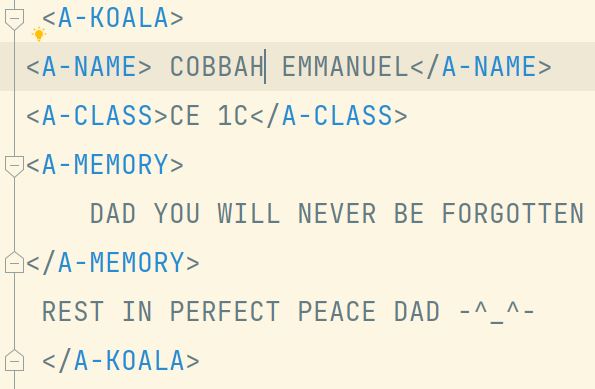 <A-KOALA>
<A-NAME> COBBAH EMMANUEL</A-NAME>
<A-CLASS>CE 1C</A-CLASS>
<A-MEMORY>
DAD YOU WILL NEVER BE FORGOTTEN
</A-MEMORY>
REST IN PERFECT PEACE DAD -^_^-
</A-KOALA>